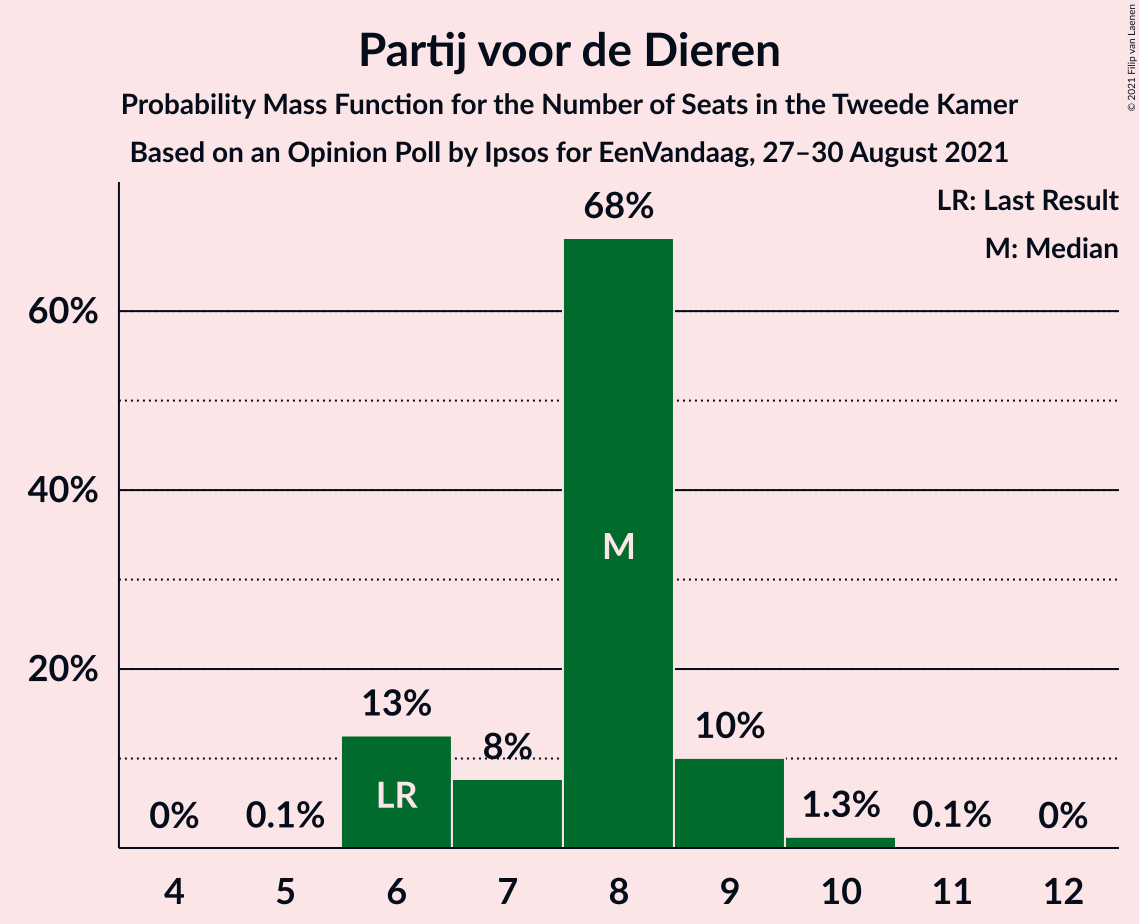 Partij voor de Dieren
Probability Mass Function for the Number of Seats in the Tweede Kamer
Based on an Opinion Poll by Ipsos for EenVandaag, 27–30 August 2021
© 2021 Filip van Laenen
LR: Last Result
M: Median
68%
60%
40%
M
20%
13%
8%
10%
LR
0%
0.1%
1.3%
0.1%
0%
4 5 6 7 8 9 10 11 12